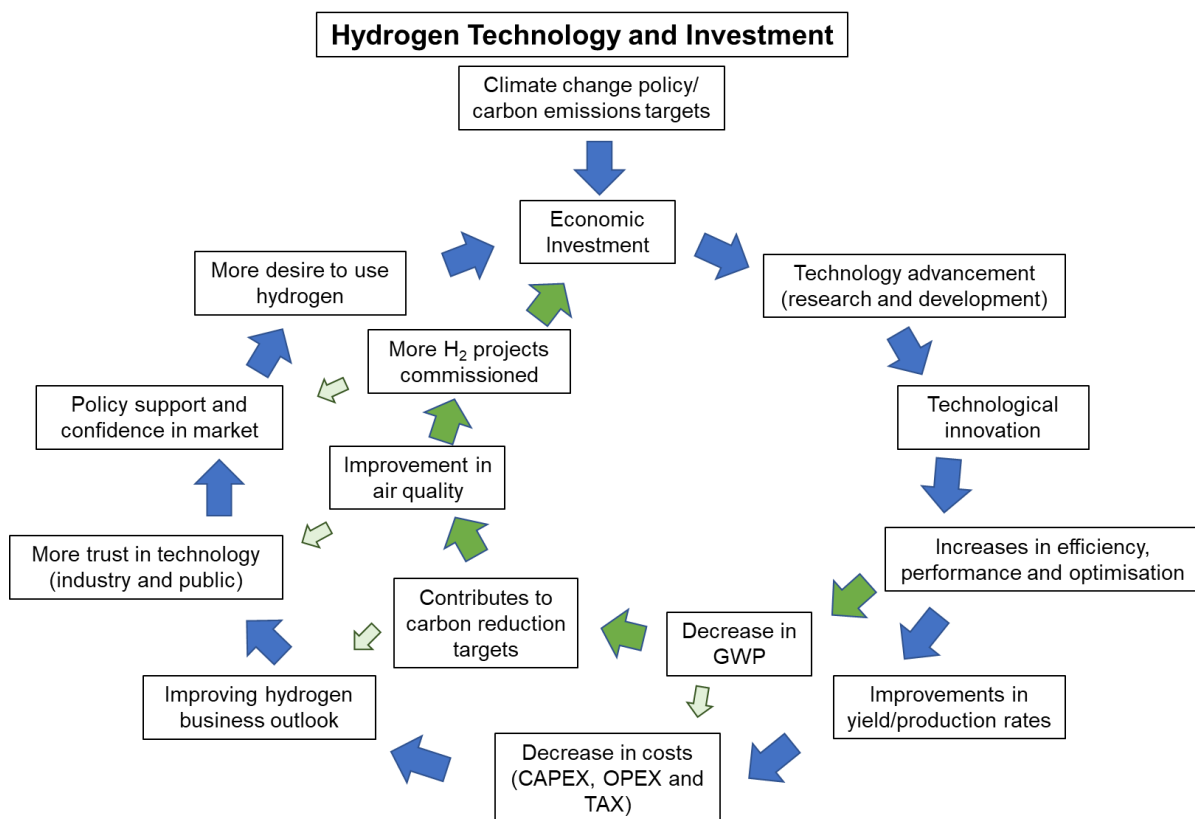 Hydrogen Technology and Investment
Climate change policy/
carbon emissions targets
Economic
Investment
Technology advancement
(research and development)
Technological
innovation
Increases in efficiency,
performance and optimisation
Improvements in
yield/production rates
Decrease in costs
(CAPEX, OPEX and
TAX)
Improving hydrogen
business outlook
More trust in technology
(industry and public)
Policy support and
confidence in market
More desire to use
hydrogen
Decrease in
GWP
Contributes to
carbon reduction
targets
Improvement in
air quality
More H₂ projects
commissioned